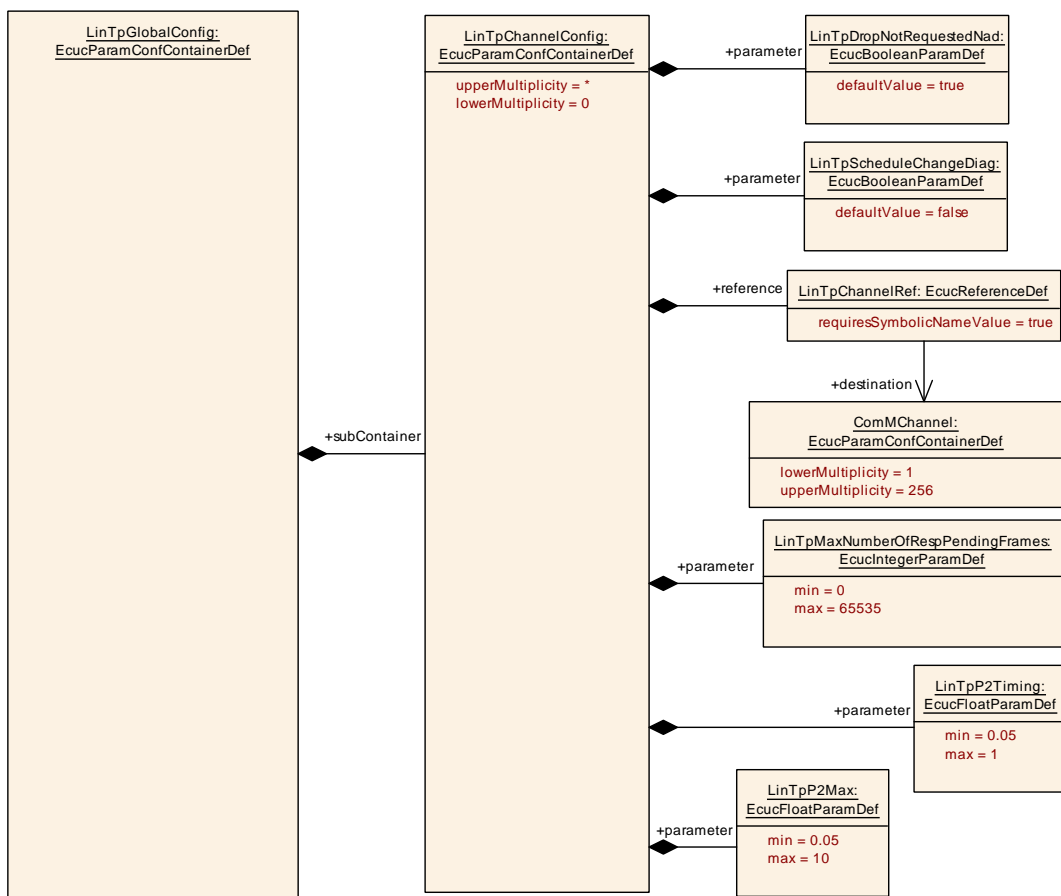 LinTpGlobalConfig:
EcucParamConfContainerDef
LinTpChannelConfig:
EcucParamConfContainerDef
upperMultiplicity = *
lowerMultiplicity = 0
+subContainer
+parameter
LinTpDropNotRequestedNad:
EcucBooleanParamDef
defaultValue = true
+parameter
LinTpScheduleChangeDiag:
EcucBooleanParamDef
defaultValue = false
+reference
LinTpChannelRef: EcucReferenceDef
requiresSymbolicNameValue = true
+destination
ComMChannel:
EcucParamConfContainerDef
lowerMultiplicity = 1
upperMultiplicity = 256
+parameter
LinTpMaxNumberOfRespPendingFrames:
EcucIntegerParamDef
min = 0
max = 65535
+parameter
LinTpP2Timing:
EcucFloatParamDef
min = 0.05
max = 1
+parameter
LinTpP2Max:
EcucFloatParamDef
min = 0.05
max = 10